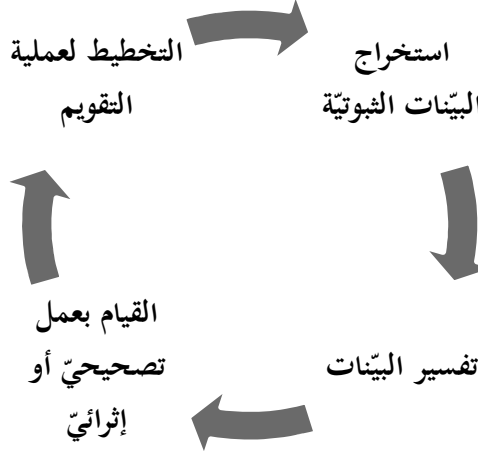 التخطيط لعملية
التقويم
استخراج
البيّنات الثبوتيّة
تفسير البيّنات
القيام بعمل
تصحيحيّ أو
إثرائيّ